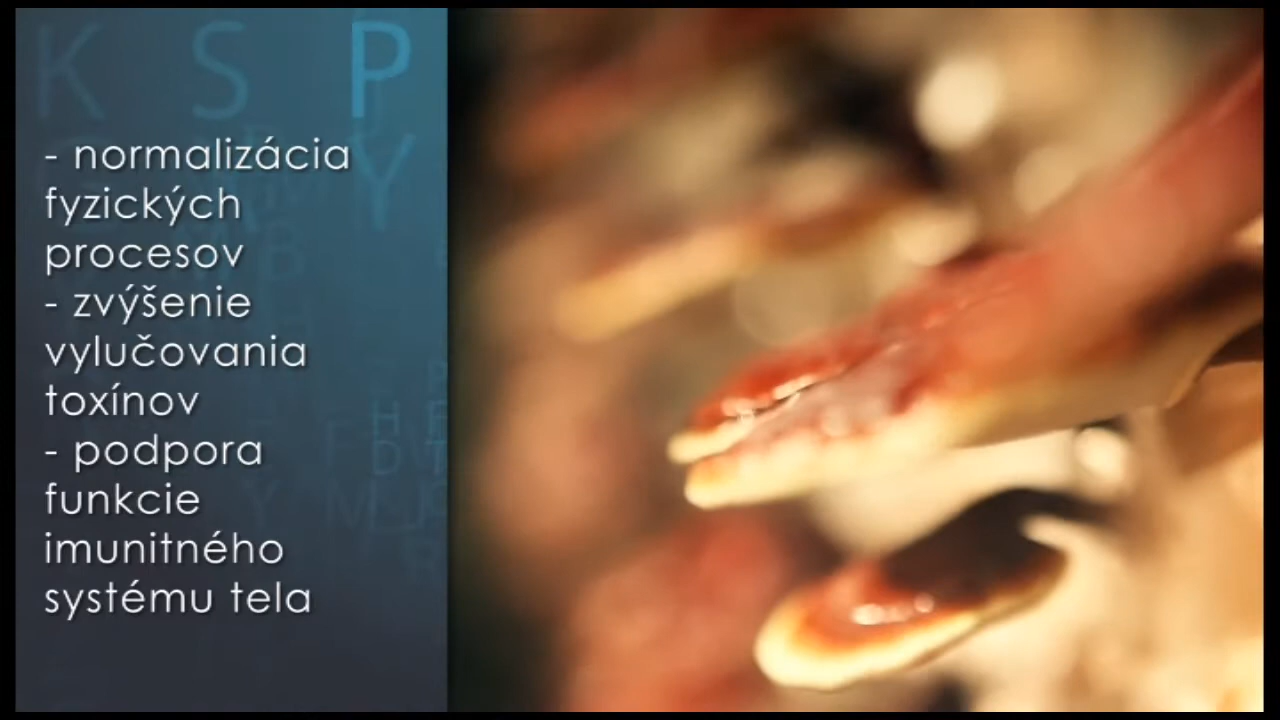 K S P
Y
- normalizácia
fyzických
procesov
- zvýšenie
vylučovania
toxínov
- podpora
funkcie
imunitného
systému tela